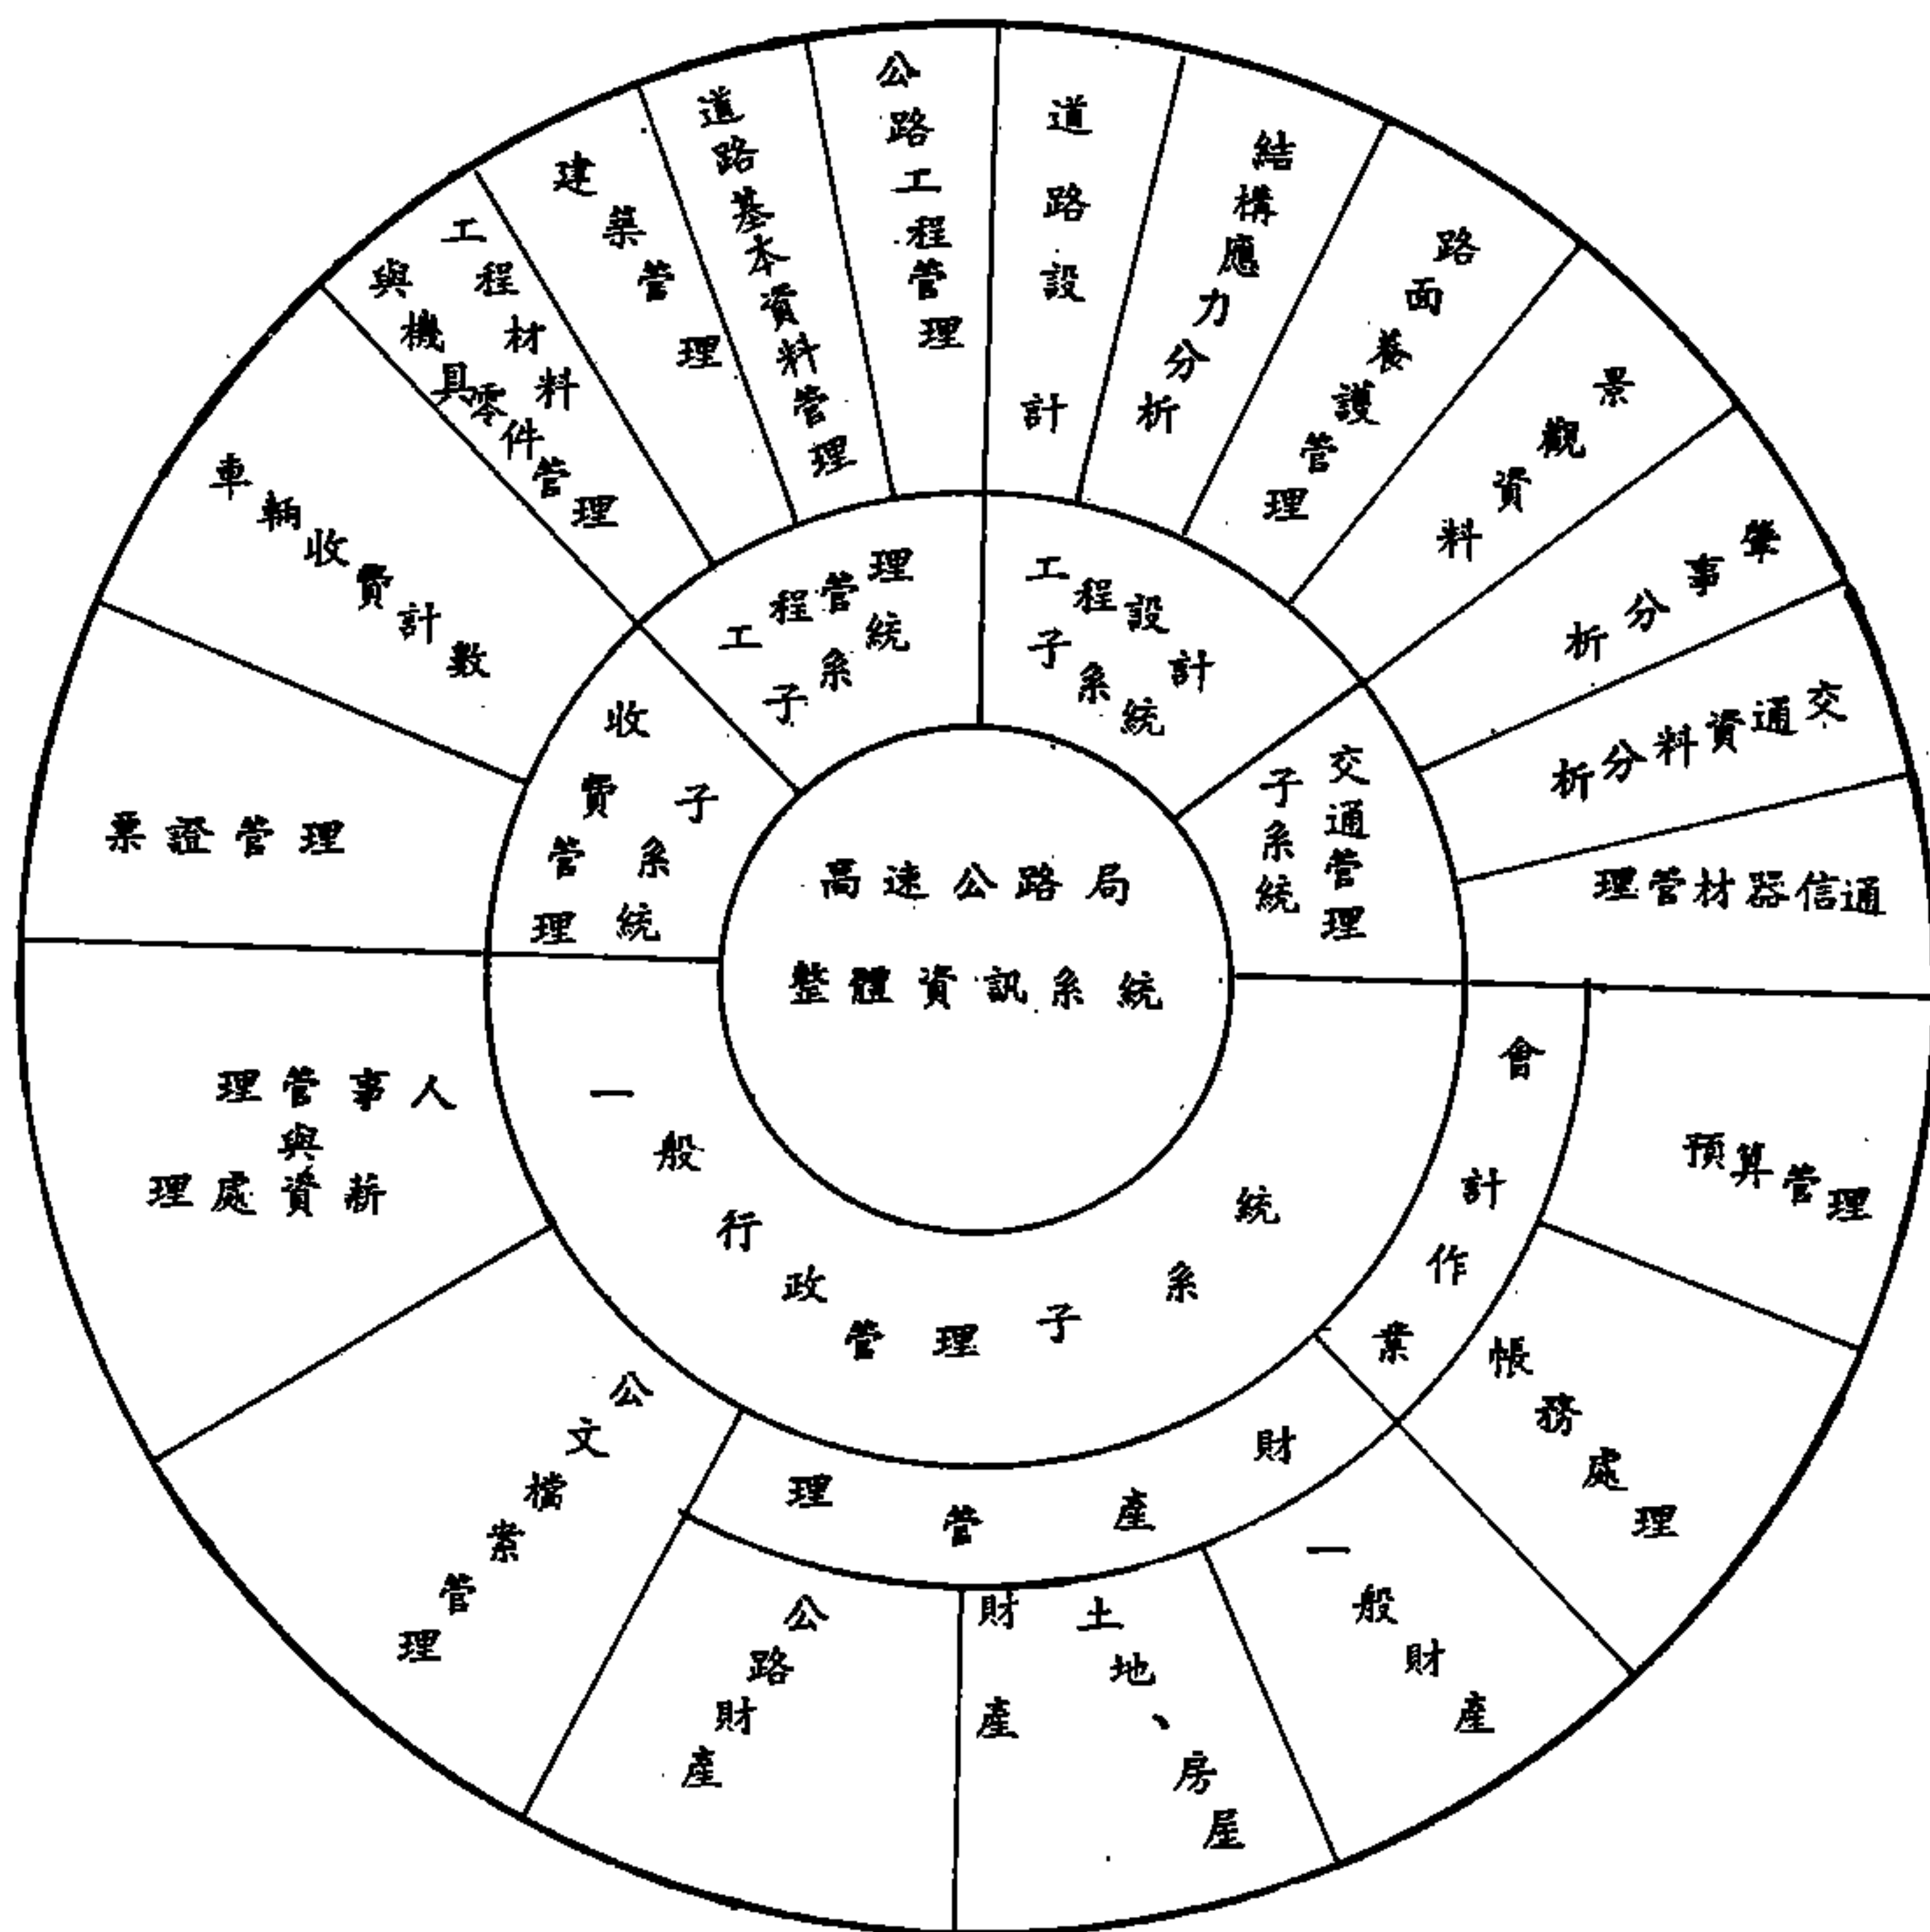 高速公路局
整體資訊系統
工程設計
子系統
交通管理
子系統
一般行政管理子系統
收費管理
子系統
工程管理
子系統
道路設計
結構應力分析
路面養護管理
景觀資料
肇事分析
交通資料分析
通信器材管理
會計作業
預算管理
帳務處理
財產管理
一般財產
土地、房屋
財產
公路財產
公文檔案管理
人事管理
與
薪資處理
票證管理
車輛收費計數
工程材料
與機具零件管理
建築管理
道路基本資料管理
公路工程管理